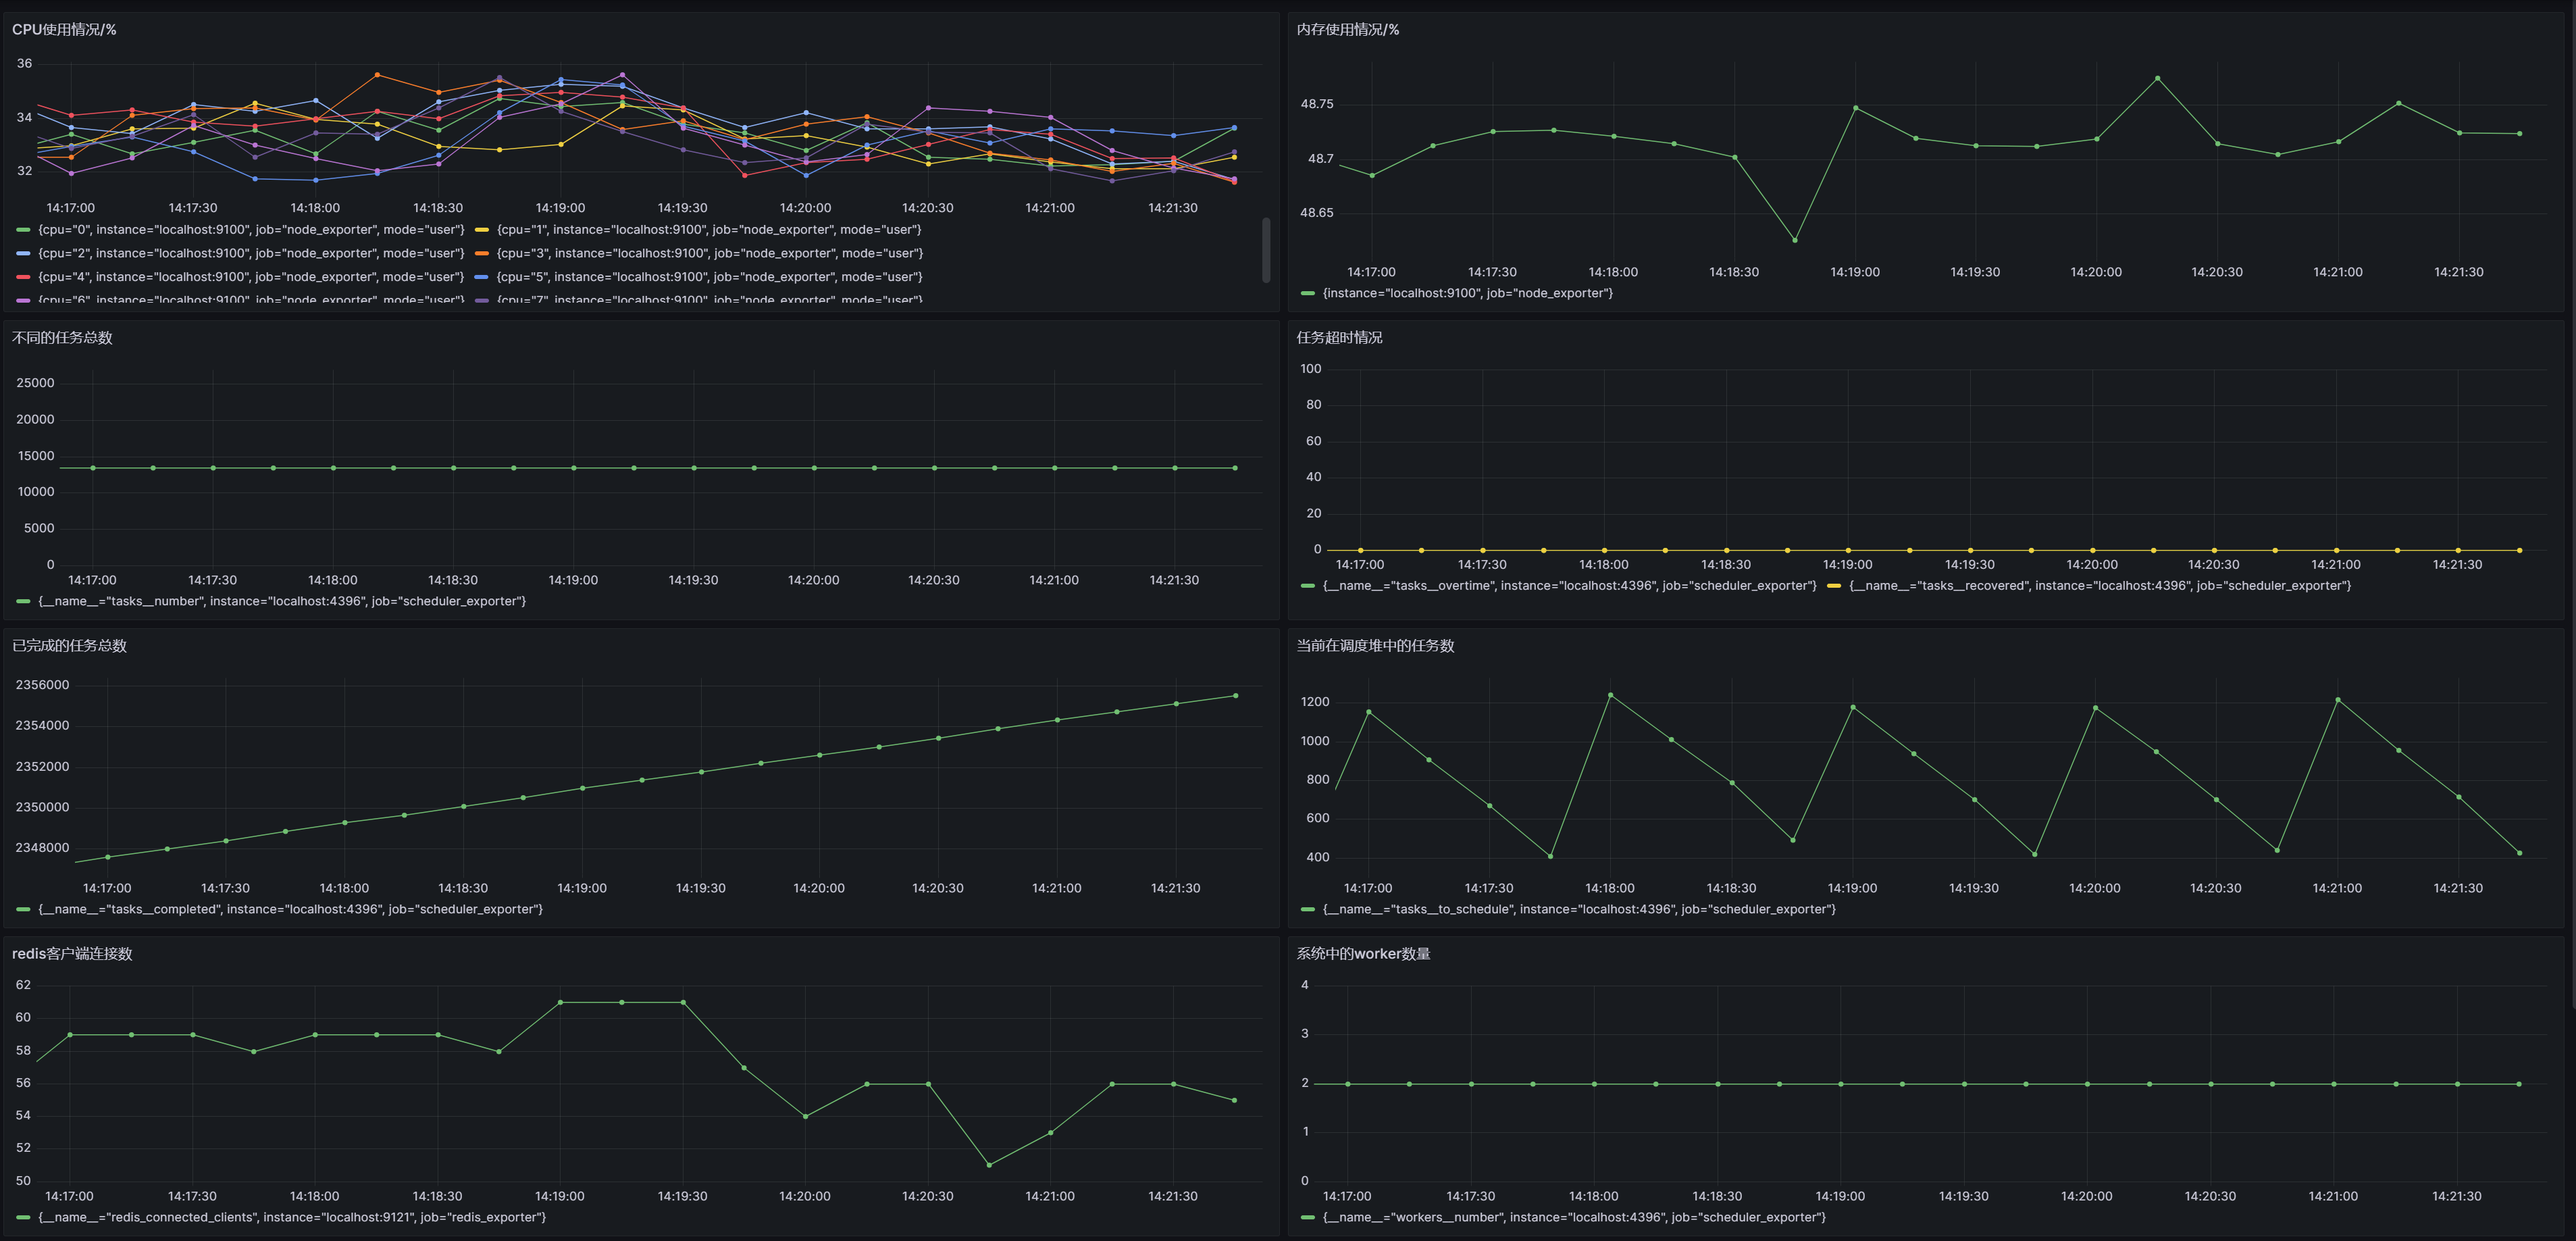 CPU使用情况/%
36
34
32
14:17:00 14:17:30 14:18:00 14:18:30 14:19:00 14:19:30 14:20:00 14:20:30 14:21:00 14:21:30
{cpu="0", instance="localhost:9100", job="node_exporter", mode="user"} {cpu="1", instance="localhost:9100", job="node_exporter", mode="user"}
{cpu="2", instance="localhost:9100", job="node_exporter", mode="user"} {cpu="3", instance="localhost:9100", job="node_exporter", mode="user"}
{cpu="4", instance="localhost:9100", job="node_exporter", mode="user"} {cpu="5", instance="localhost:9100", job="node_exporter", mode="user"}
{cpu="6", instance="localhost:9100", job="node_exporter", mode="user"} {cpu="7", instance="localhost:9100", job="node_exporter", mode="user"}
内存使用情况/%
48.75
48.7
48.65
14:17:00 14:17:30 14:18:00 14:18:30 14:19:00 14:19:30 14:20:00 14:20:30 14:21:00 14:21:30
{instance="localhost:9100", job="node_exporter"}
不同的任务总数
25000
20000
15000
10000
5000
0
14:17:00 14:17:30 14:18:00 14:18:30 14:19:00 14:19:30 14:20:00 14:20:30 14:21:00 14:21:30
{__name__="tasks__number", instance="localhost:4396", job="scheduler_exporter"}
任务超时情况
100
80
60
40
20
0
14:17:00 14:17:30 14:18:00 14:18:30 14:19:00 14:19:30 14:20:00 14:20:30 14:21:00 14:21:30
{__name__="tasks__overtime", instance="localhost:4396", job="scheduler_exporter"} {__name__="tasks__recovered", instance="localhost:4396", job="scheduler_exporter"}
已完成的任务总数
2356000
2354000
2352000
2350000
2348000
14:17:00 14:17:30 14:18:00 14:18:30 14:19:00 14:19:30 14:20:00 14:20:30 14:21:00 14:21:30
{__name__="tasks__completed", instance="localhost:4396", job="scheduler_exporter"}
当前在调度堆中的任务数
1200
1000
800
600
400
14:17:00 14:17:30 14:18:00 14:18:30 14:19:00 14:19:30 14:20:00 14:20:30 14:21:00 14:21:30
{__name__="tasks__to_schedule", instance="localhost:4396", job="scheduler_exporter"}
redis客户端连接数
62
60
58
56
54
52
50
14:17:00 14:17:30 14:18:00 14:18:30 14:19:00 14:19:30 14:20:00 14:20:30 14:21:00 14:21:30
{__name__="redis_connected_clients", instance="localhost:9121", job="redis_exporter"}
系统中的worker数量
4
3
2
1
0
14:17:00 14:17:30 14:18:00 14:18:30 14:19:00 14:19:30 14:20:00 14:20:30 14:21:00 14:21:30
{__name__="workers__number", instance="localhost:4396", job="scheduler_exporter"}